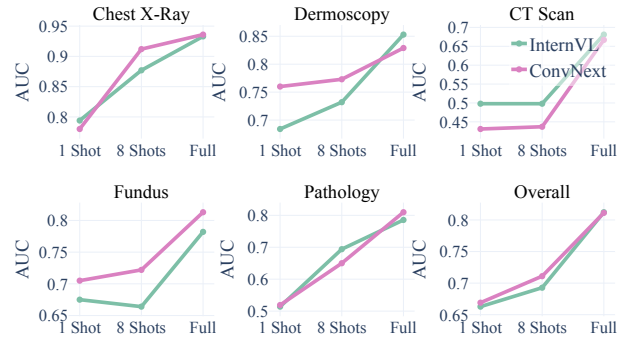 Chest X-Ray
AUC
0.95
0.9
0.85
0.8
1 Shot 8 Shots Full
Dermoscopy
AUC
0.85
0.8
0.75
0.7
1 Shot 8 Shots Full
CT Scan
AUC
0.7
0.65
0.6
0.55
0.5
0.45
InternVL
ConvNext
1 Shot 8 Shots Full
Fundus
AUC
0.8
0.75
0.7
0.65
1 Shot 8 Shots Full
Pathology
AUC
0.8
0.7
0.6
0.5
1 Shot 8 Shots Full
Overall
AUC
0.8
0.75
0.7
0.65
1 Shot 8 Shots Full